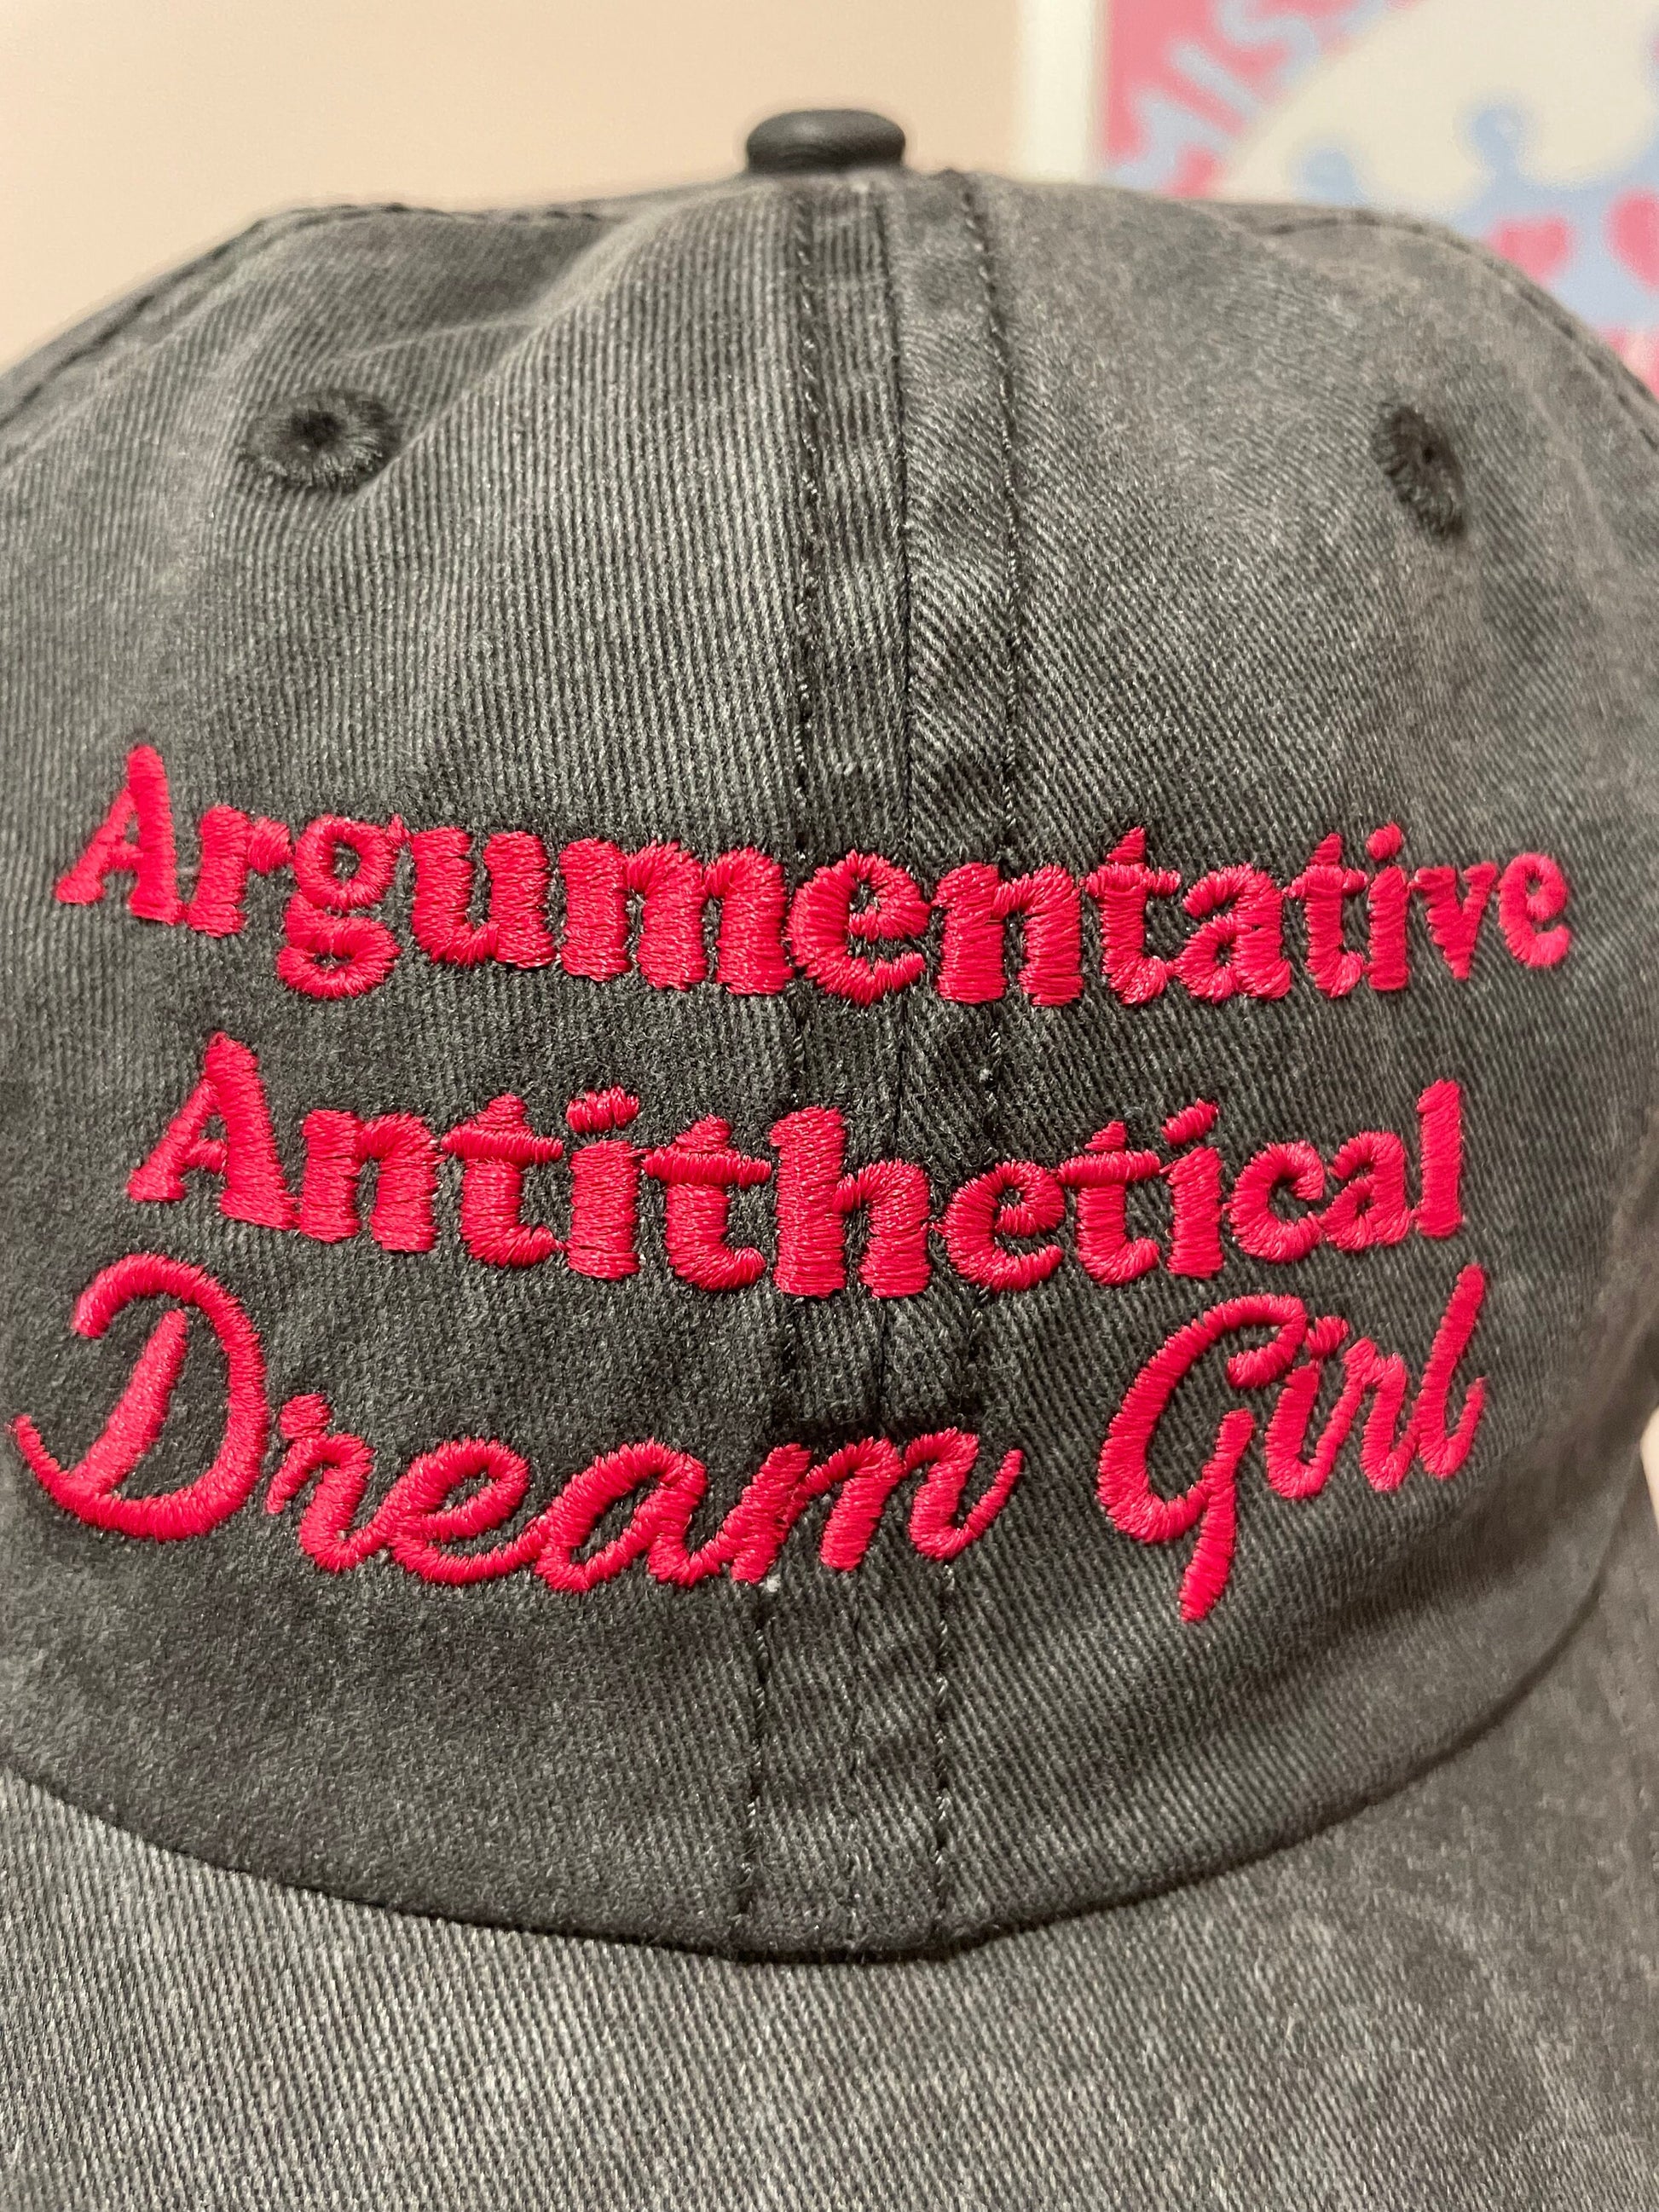 Argumentative
Antithetical
Dream Girl